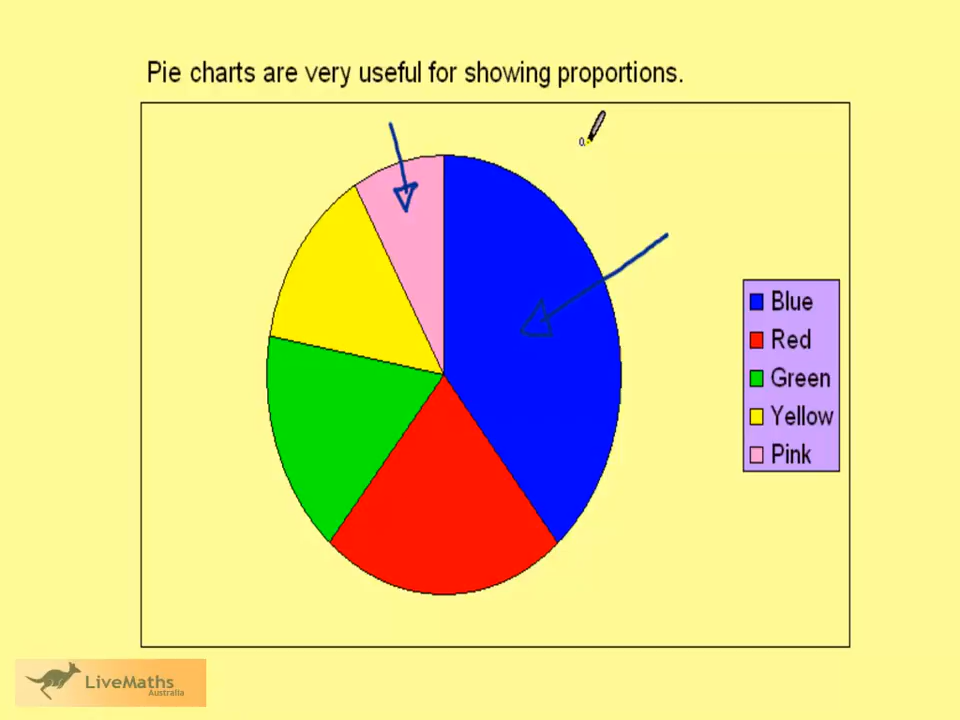 Pie charts are very useful for showing proportions.
Blue
Red
Green
Yellow
Pink
LiveMaths
Australia